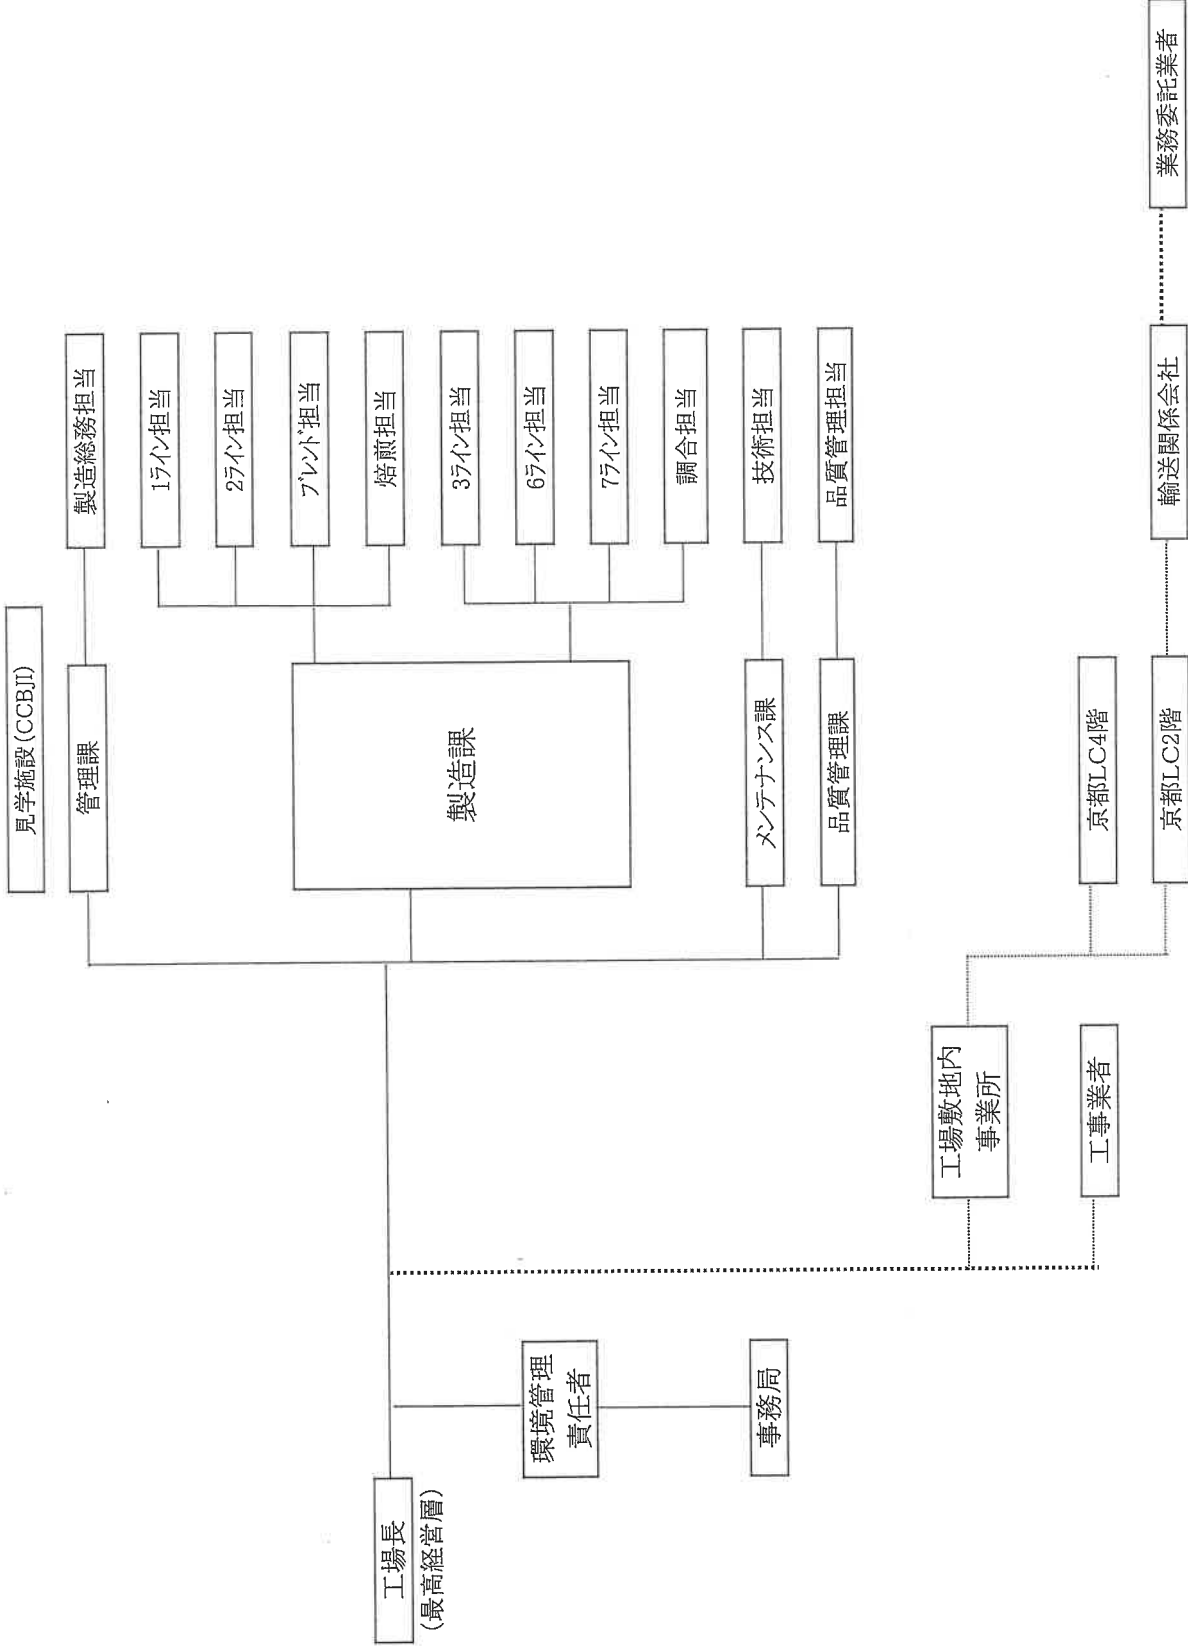 見学施設(CCBJI)
工場長
(最高経営層)
環境管理
責任者
事務局
管理課
製造総務担当
製造課
1ライン担当
2ライン担当
ブレンド担当
焙煎担当
3ライン担当
6ライン担当
7ライン担当
調合担当
メンテナンス課
技術担当
品質管理課
品質管理担当
工場敷地内
事業所
工事業者
京都LC4階
京都LC2階
輸送関係会社
業務委託業者